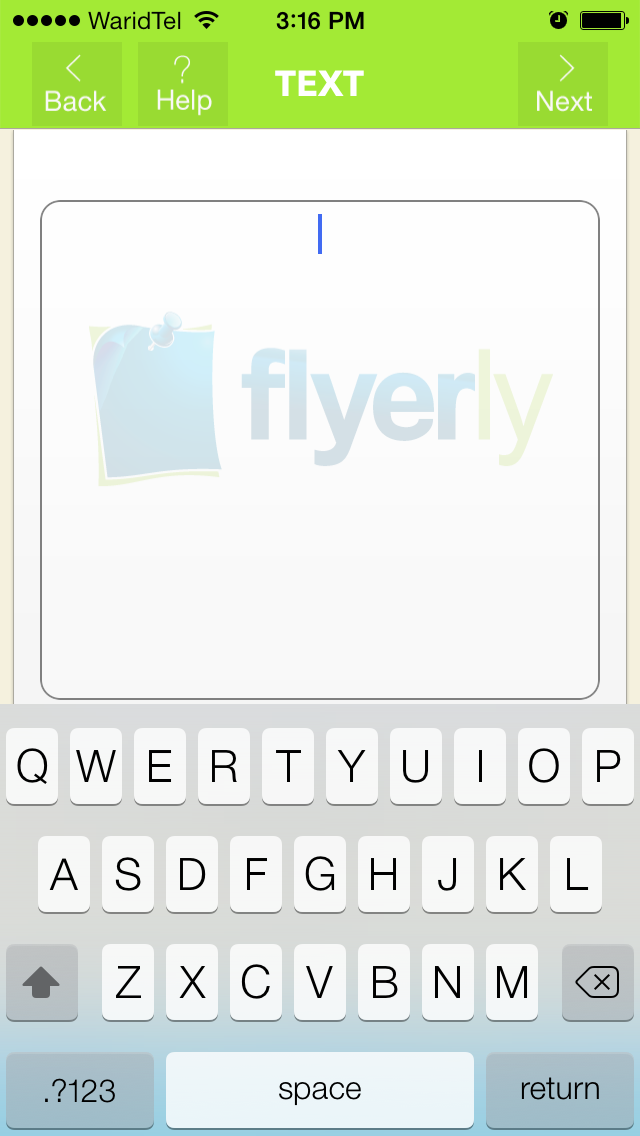 WaridTel 3:16 PM
Back
? Help
TEXT
Next
flyerly
Q W E R T Y U I O P
A S D F G H J K L
Z X C V B N M
.?123 space return